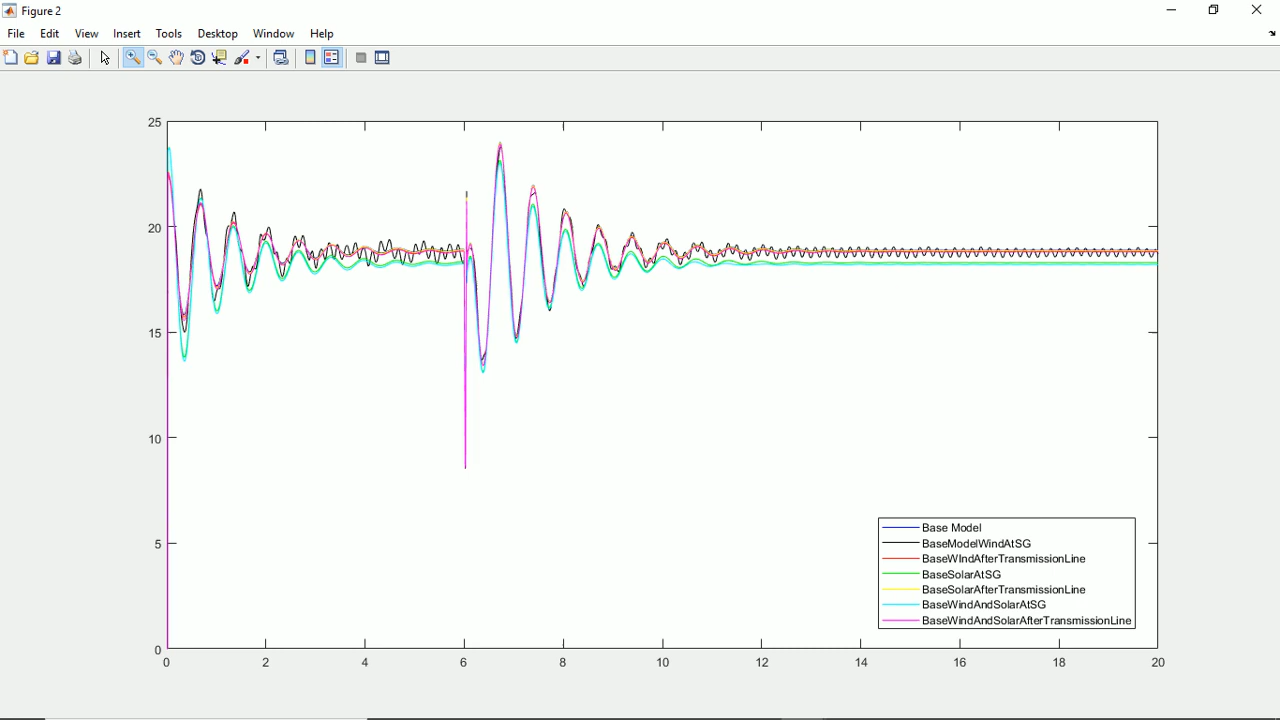 Figure 2
File Edit View Insert Tools Desktop Window Help
25
20
15
10
5
0
0 2 4 6 8 10 12 14 16 18 20
Base Model
BaseModelWindAtSG
BaseWIndAfterTransmissionLine
BaseSolarAtSG
BaseSolarAfterTransmissionLine
BaseWindAndSolarAtSG
BaseWindAndSolarAfterTransmissionLine